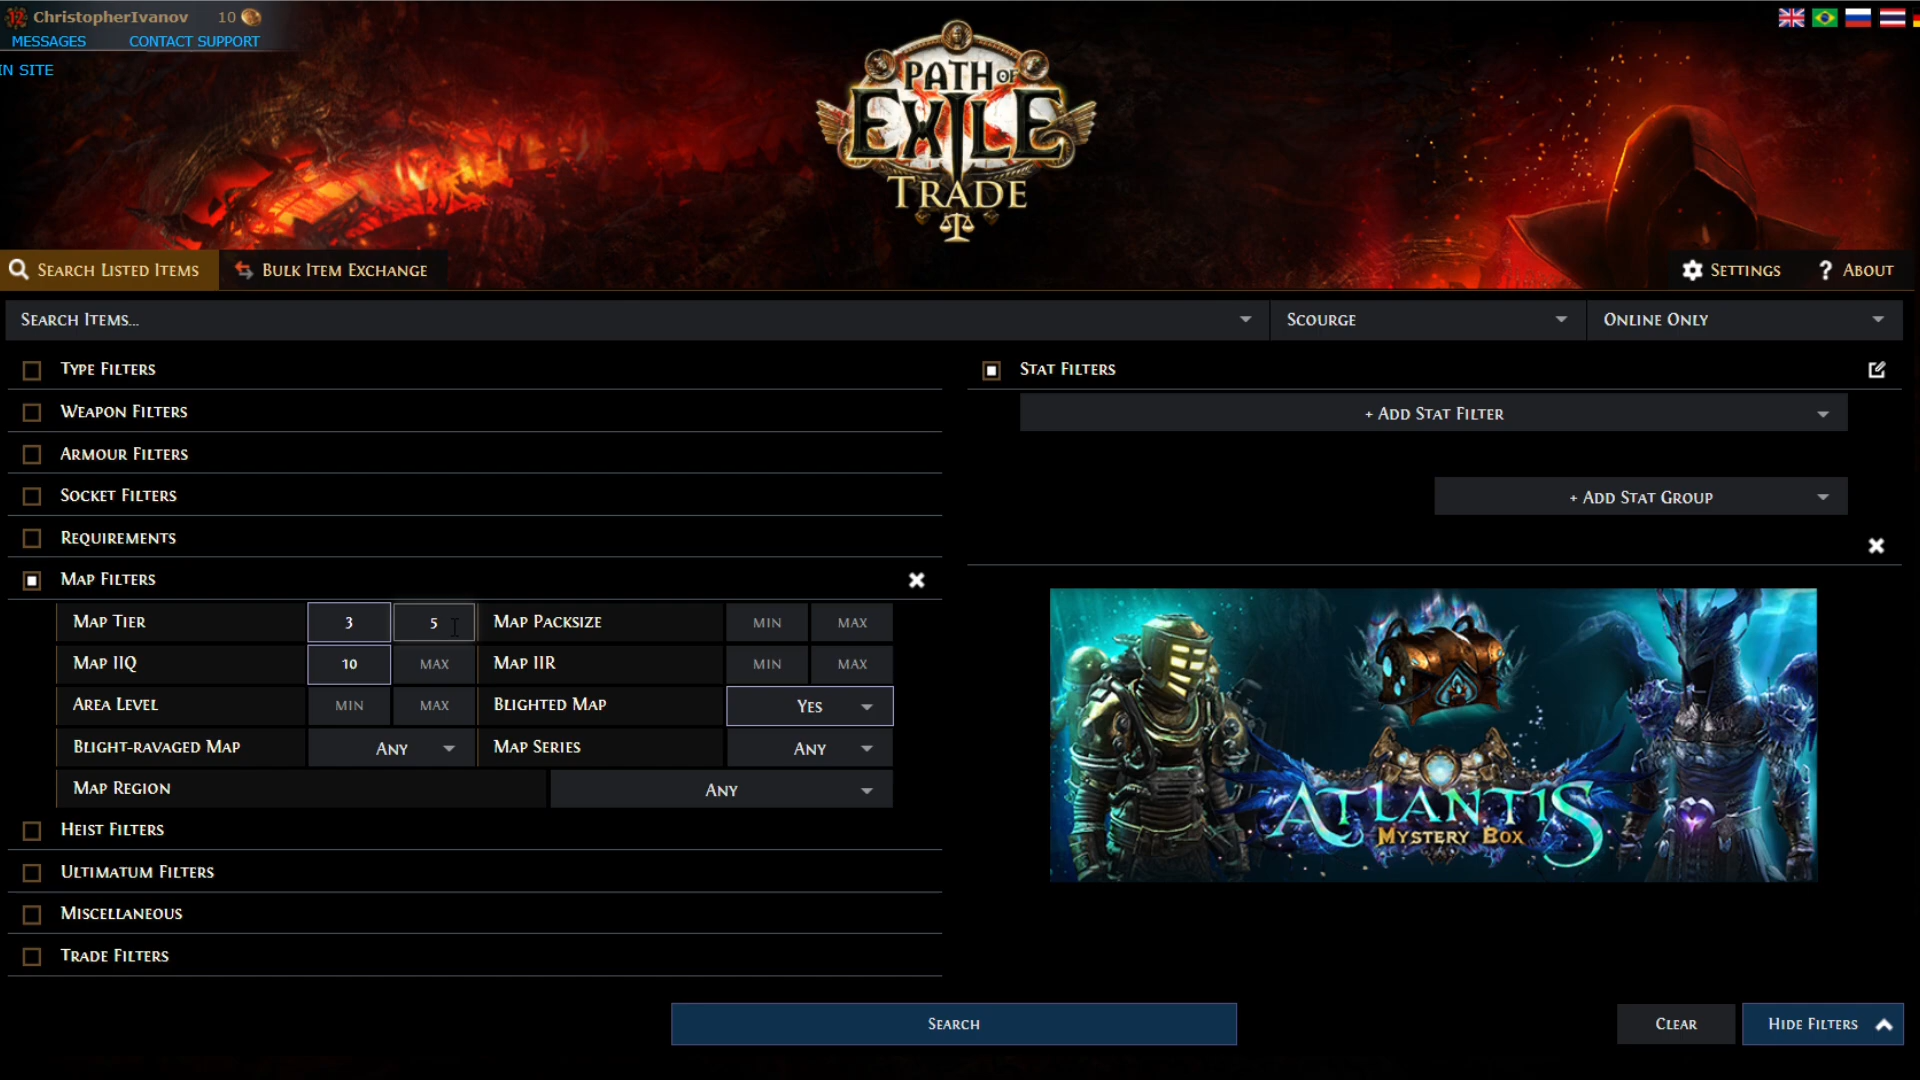 ChristopherIvanov 10
MESSAGES CONTACT SUPPORT
IN SITE
PATH OF
EXILE
TRADE
SEARCH LISTED ITEMS
BULK ITEM EXCHANGE
SETTINGS
? ABOUT
SEARCH ITEMS...
SCOURGE
ONLINE ONLY
TYPE FILTERS
WEAPON FILTERS
ARMOUR FILTERS
SOCKET FILTERS
REQUIREMENTS
MAP FILTERS
MAP TIER 3 5 MAP PACKSIZE MIN MAX
MAP IIQ 10 MAX MAP IIR MIN MAX
AREA LEVEL MIN MAX BLIGHTED MAP YES
BLIGHT-RAVAGED MAP ANY MAP SERIES ANY
MAP REGION ANY
HEIST FILTERS
ULTIMATUM FILTERS
MISCELLANEOUS
TRADE FILTERS
STAT FILTERS
+ ADD STAT FILTER
+ ADD STAT GROUP
ATLANTIS
MYSTERY BOX
SEARCH
CLEAR
HIDE FILTERS